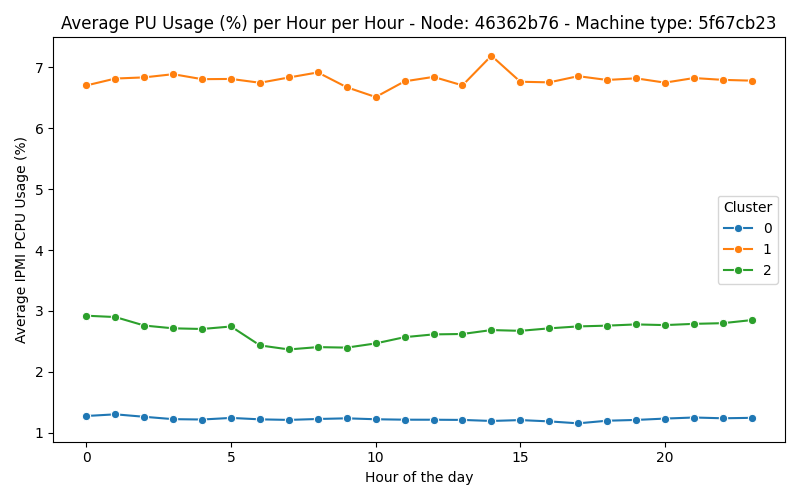 Average PU Usage (%) per Hour per Hour - Node: 46362b76 - Machine type: 5f67cb23
7
6
5
4
3
2
1
Average IPMI PCPU Usage (%)
Cluster
0
1
2
0 5 10 15 20
Hour of the day